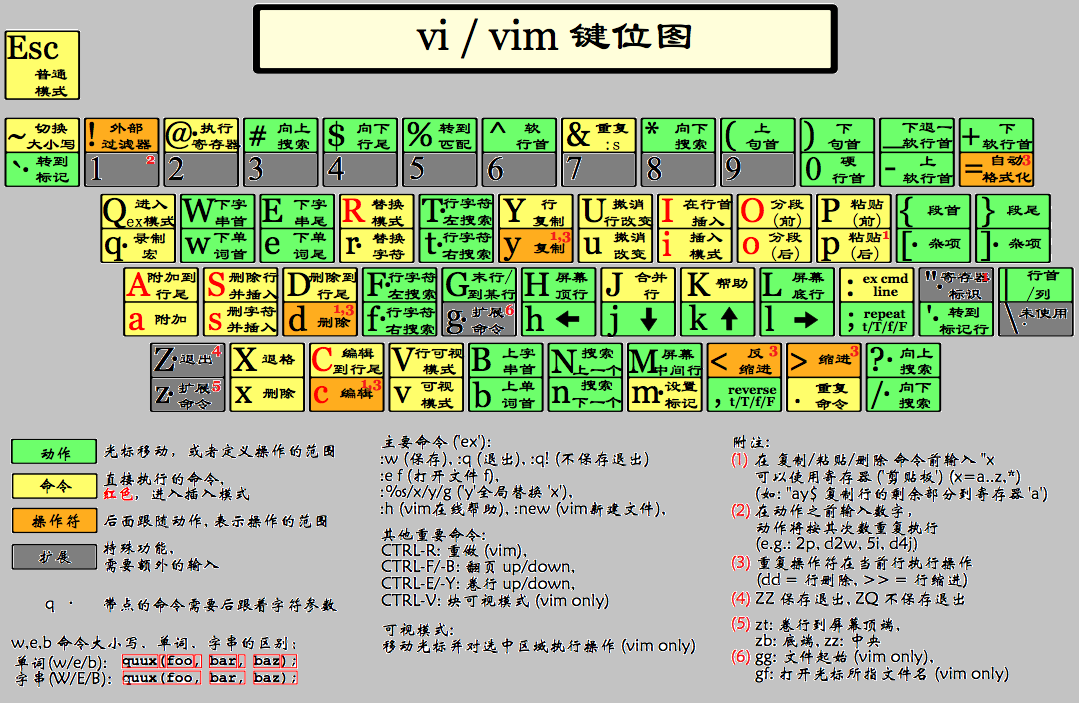 vi / vim 键位图
Esc 普通模式
~ 切换大小写
! 外部过滤器
@· 执行寄存器
# 向上搜索
$ 向下行尾
% 转到匹配
^ 软行首
& 重复 :s
* 向下搜索
( 上句首
) 下句首
_ 下退一软行首
+ 下行首
`· 转到标记
1 2
2
3
4
5
6
7
8
9
0 硬行首
- 上软行首
= 自动格式化 3
Q 进入ex模式
W 下字串首
E 下字串尾
R 替换模式
T· 行字符左搜索
Y 行复制
U 撤消行改变
I 在行首插入
O 分段(前)
P 粘贴(前)
{ 段首
} 段尾
q· 录制宏
w 下单词首
e 下单词尾
r· 替换字符
t· 行字符右搜索
y 复制 1,3
u 撤消改变
i 插入模式
o 分段(后)
p 粘贴(后) 1
[· 杂项
]· 杂项
A 附加到行尾
S 删除行并插入
D 删除到行尾
F· 行字符左搜索
G 末行/到某行
H 屏幕顶行
J 合并行
K 帮助
L 屏幕底行
: ex cmd line
"· 寄存器标识
| 行首/列
a 附加
s 删字符并插入
d 删除 1,3
f· 行字符右搜索
g· 扩展命令 6
h ←
j ↓
k ↑
l →
; repeat t/T/f/F
'· 转到标记行
\ 未使用
Z· 退出 4
X 退格
C 编辑到行尾
V 行可视模式
B 上字串首
N 搜索上一个
M 屏幕中间行
< 反缩进 3
> 缩进 3
?· 向上搜索
z· 扩展命令 5
x 删除
c 编辑 1,3
v 可视模式
b 上单词首
n 搜索下一个
m· 设置标记
, reverse t/T/f/F
. 重复命令
/· 向下搜索
动作 光标移动，或者定义操作的范围
命令 直接执行的命令,
红色，进入插入模式
操作符 后面跟随动作,表示操作的范围
扩展 特殊功能,
需要额外的输入
q · 带点的命令需要后跟着字符参数
w,e,b 命令大小写、单词、字串的区别;
单词(w/e/b): quux(foo, bar, baz);
字串(W/E/B): quux(foo, bar, baz);
主要命令 ('ex'):
:w (保存), :q (退出), :q! (不保存退出)
:e f (打开文件 f),
:%s/x/y/g ('y'全局替换 'x'),
:h (vim在线帮助), :new (vim新建文件),
其他重要命令:
CTRL-R: 重做 (vim),
CTRL-F/-B: 翻页 up/down,
CTRL-E/-Y: 卷行 up/down,
CTRL-V: 块可视模式 (vim only)
可视模式:
移动光标并对选中区域执行操作 (vim only)
附注:
(1) 在 复制/粘贴/删除 命令前输入 "x
可以使用寄存器 ('剪贴板') (x=a..z,*)
(如: "ay$ 复制行的剩余部分到寄存器 'a')
(2) 在动作之前输入数字,
动作将按其次数重复执行
(e.g.: 2p, d2w, 5i, d4j)
(3) 重复操作符在当前行执行操作
(dd = 行删除, >> = 行缩进)
(4) ZZ 保存退出, ZQ 不保存退出
(5) zt: 卷行到屏幕顶端,
zb: 底端, zz: 中央
(6) gg: 文件起始 (vim only),
gf: 打开光标所指文件名 (vim only)